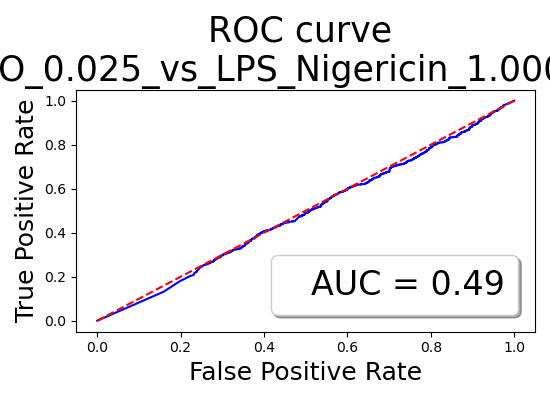 ROC curve
O_0.025_vs_LPS_Nigericin_1.000
True Positive Rate
1.0
0.8
0.6
0.4
0.2
0.0
AUC = 0.49
0.0 0.2 0.4 0.6 0.8 1.0
False Positive Rate